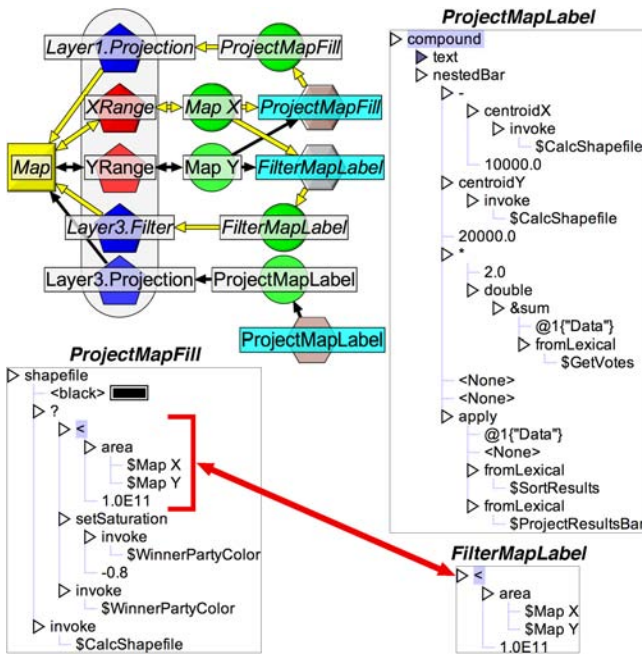 Layer1.Projection
ProjectMapFill
XRange
Map X
ProjectMapFill
Map
YRange
Map Y
FilterMapLabel
Layer3.Filter
FilterMapLabel
Layer3.Projection
ProjectMapLabel
ProjectMapLabel
ProjectMapLabel
compound
text
nestedBar
-
centroidX
invoke
$CalcShapefile
10000.0
centroidY
invoke
$CalcShapefile
20000.0
*
2.0
double
&sum
@1{"Data"}
fromLexical
$GetVotes
<None>
<None>
apply
@1{"Data"}
<None>
fromLexical
$SortResults
fromLexical
$ProjectResultsBar
ProjectMapFill
shapefile
<black>
?
<
area
$Map X
$Map Y
1.0E11
setSaturation
invoke
$WinnerPartyColor
-0.8
invoke
$WinnerPartyColor
invoke
$CalcShapefile
FilterMapLabel
<
area
$Map X
$Map Y
1.0E11